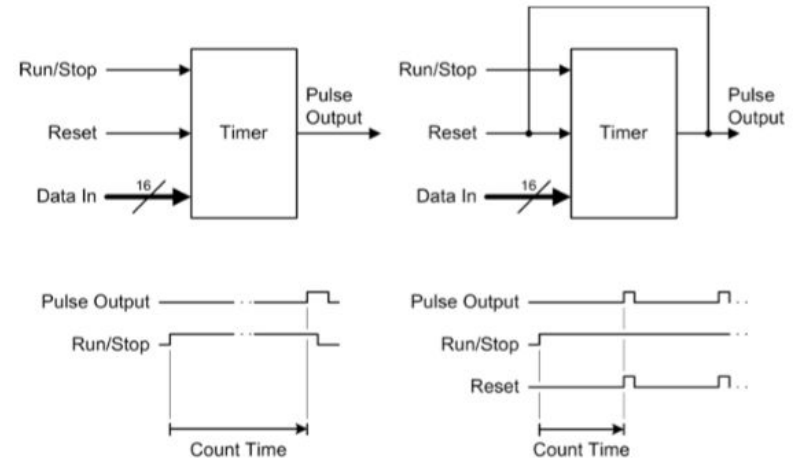 Run/Stop
Pulse
Output
Reset
Timer
16
Data In
Run/Stop
Pulse
Output
Reset
Timer
16
Data In
Pulse Output
Run/Stop
Count Time
Pulse Output
Run/Stop
Reset
Count Time